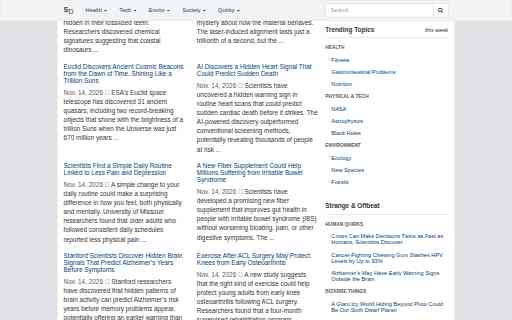 SD Health Tech Enviro Society Quirky Search
hidden in their fossilized teeth.
Researchers discovered chemical
signatures suggesting that coastal
dinosaurs ...
Euclid Discovers Ancient Cosmic Beacons
from the Dawn of Time, Shining Like a
Trillion Suns
Nov. 14, 2026 □ ESA's Euclid space
telescope has discovered 31 ancient
quasars, including two record-breaking
objects that shone with the brightness of a
trillion Suns when the Universe was just
670 million years ...
Scientists Find a Simple Daily Routine
Linked to Less Pain and Depression
Nov. 14, 2026 □ A simple change to your
daily routine could make a surprising
difference in how you feel, both physically
and mentally. University of Missouri
researchers found that older adults who
followed consistent daily schedules
reported less physical pain ...
Stanford Scientists Discover Hidden Brain
Signals That Predict Alzheimer's Years
Before Symptoms
Nov. 14, 2026 □ Stanford researchers
have discovered that hidden patterns of
brain activity can predict Alzheimer's risk
years before memory problems appear,
potentially offering an earlier warning than
mystery about how the universe works.
The laser-induced alignment lasts just a
trillionth of a second, but the ...
AI Discovers a Hidden Heart Signal That
Could Predict Sudden Death
Nov. 14, 2026 □ Scientists have
uncovered a hidden warning sign in
routine heart scans that could predict
sudden cardiac death before it strikes. The
AI-powered discovery outperformed
conventional screening methods,
potentially revealing thousands of people
at risk ...
A New Fiber Supplement Could Help
Millions Suffering from Irritable Bowel
Syndrome
Nov. 14, 2026 □ Scientists have
developed a promising new fiber
supplement that improves gut health in
people with irritable bowel syndrome (IBS)
without worsening bloating, pain, or other
digestive symptoms. The ...
Exercise After ACL Surgery May Protect
Knees from Early Osteoarthritis
Nov. 14, 2026 □ A new study suggests
that the right kind of exercise could help
protect young adults from early knee
osteoarthritis following ACL surgery.
Researchers found that a four-month
supervised rehabilitation program
Trending Topics this week
HEALTH
Fitness
Gastrointestinal Problems
Nutrition
PHYSICAL & TECH
NASA
Astrophysics
Black Holes
ENVIRONMENT
Ecology
New Species
Fossils
Strange & Offbeat
HUMAN QUIRKS
Crows Can Make Decisions Twice as Fast as
Humans, Scientists Discover
Cancer-Fighting Chewing Gum Slashes HPV
Levels by Up to 93%
Alzheimer's May Have Early Warning Signs
Outside the Brain
BIZARRE THINGS
A Giant Icy World Hiding Beyond Pluto Could
Be Our Sixth Dwarf Planet